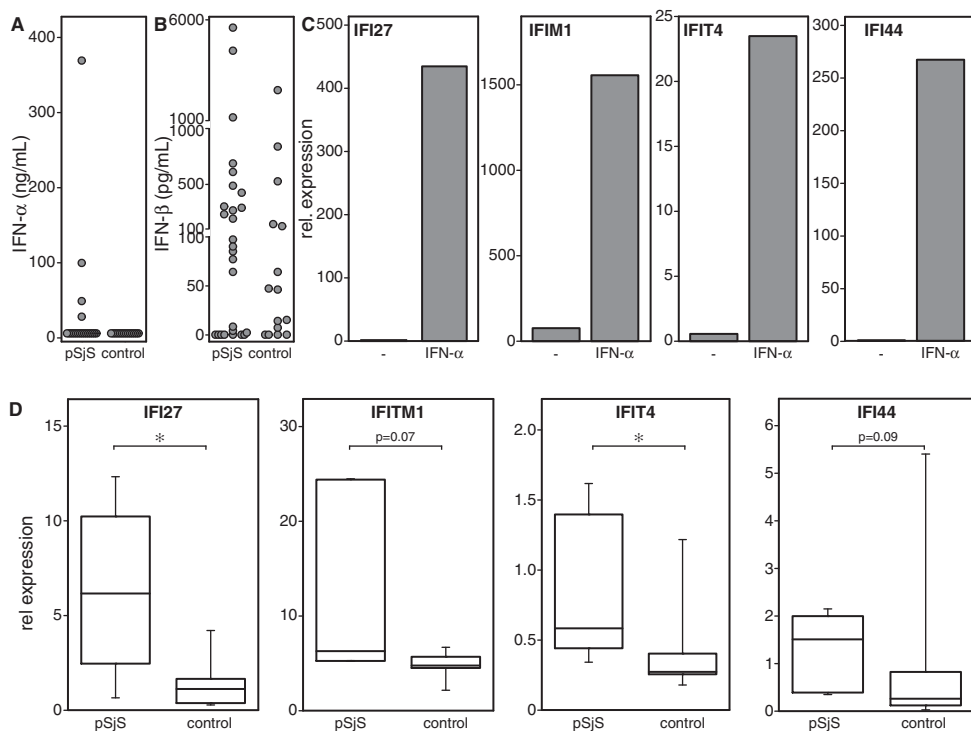 A
IFN-α (ng/mL)
400
300
200
100
0
pSjS control
B
IFN-β (pg/mL)
6000
1000
1000
500
100
100
50
0
pSjS control
C
rel. expression
IFI27
500
400
300
200
100
0
- IFN-α
IFIM1
1500
1000
500
0
- IFN-α
IFIT4
25
20
15
10
5
0
- IFN-α
IFI44
300
250
200
150
100
50
0
- IFN-α
D
rel expression
IFI27
*
15
10
5
0
pSjS control
IFITM1
p=0.07
30
20
10
0
pSjS control
IFIT4
*
2.0
1.5
1.0
0.5
0
pSjS control
IFI44
p=0.09
6
5
4
3
2
1
0
pSjS control